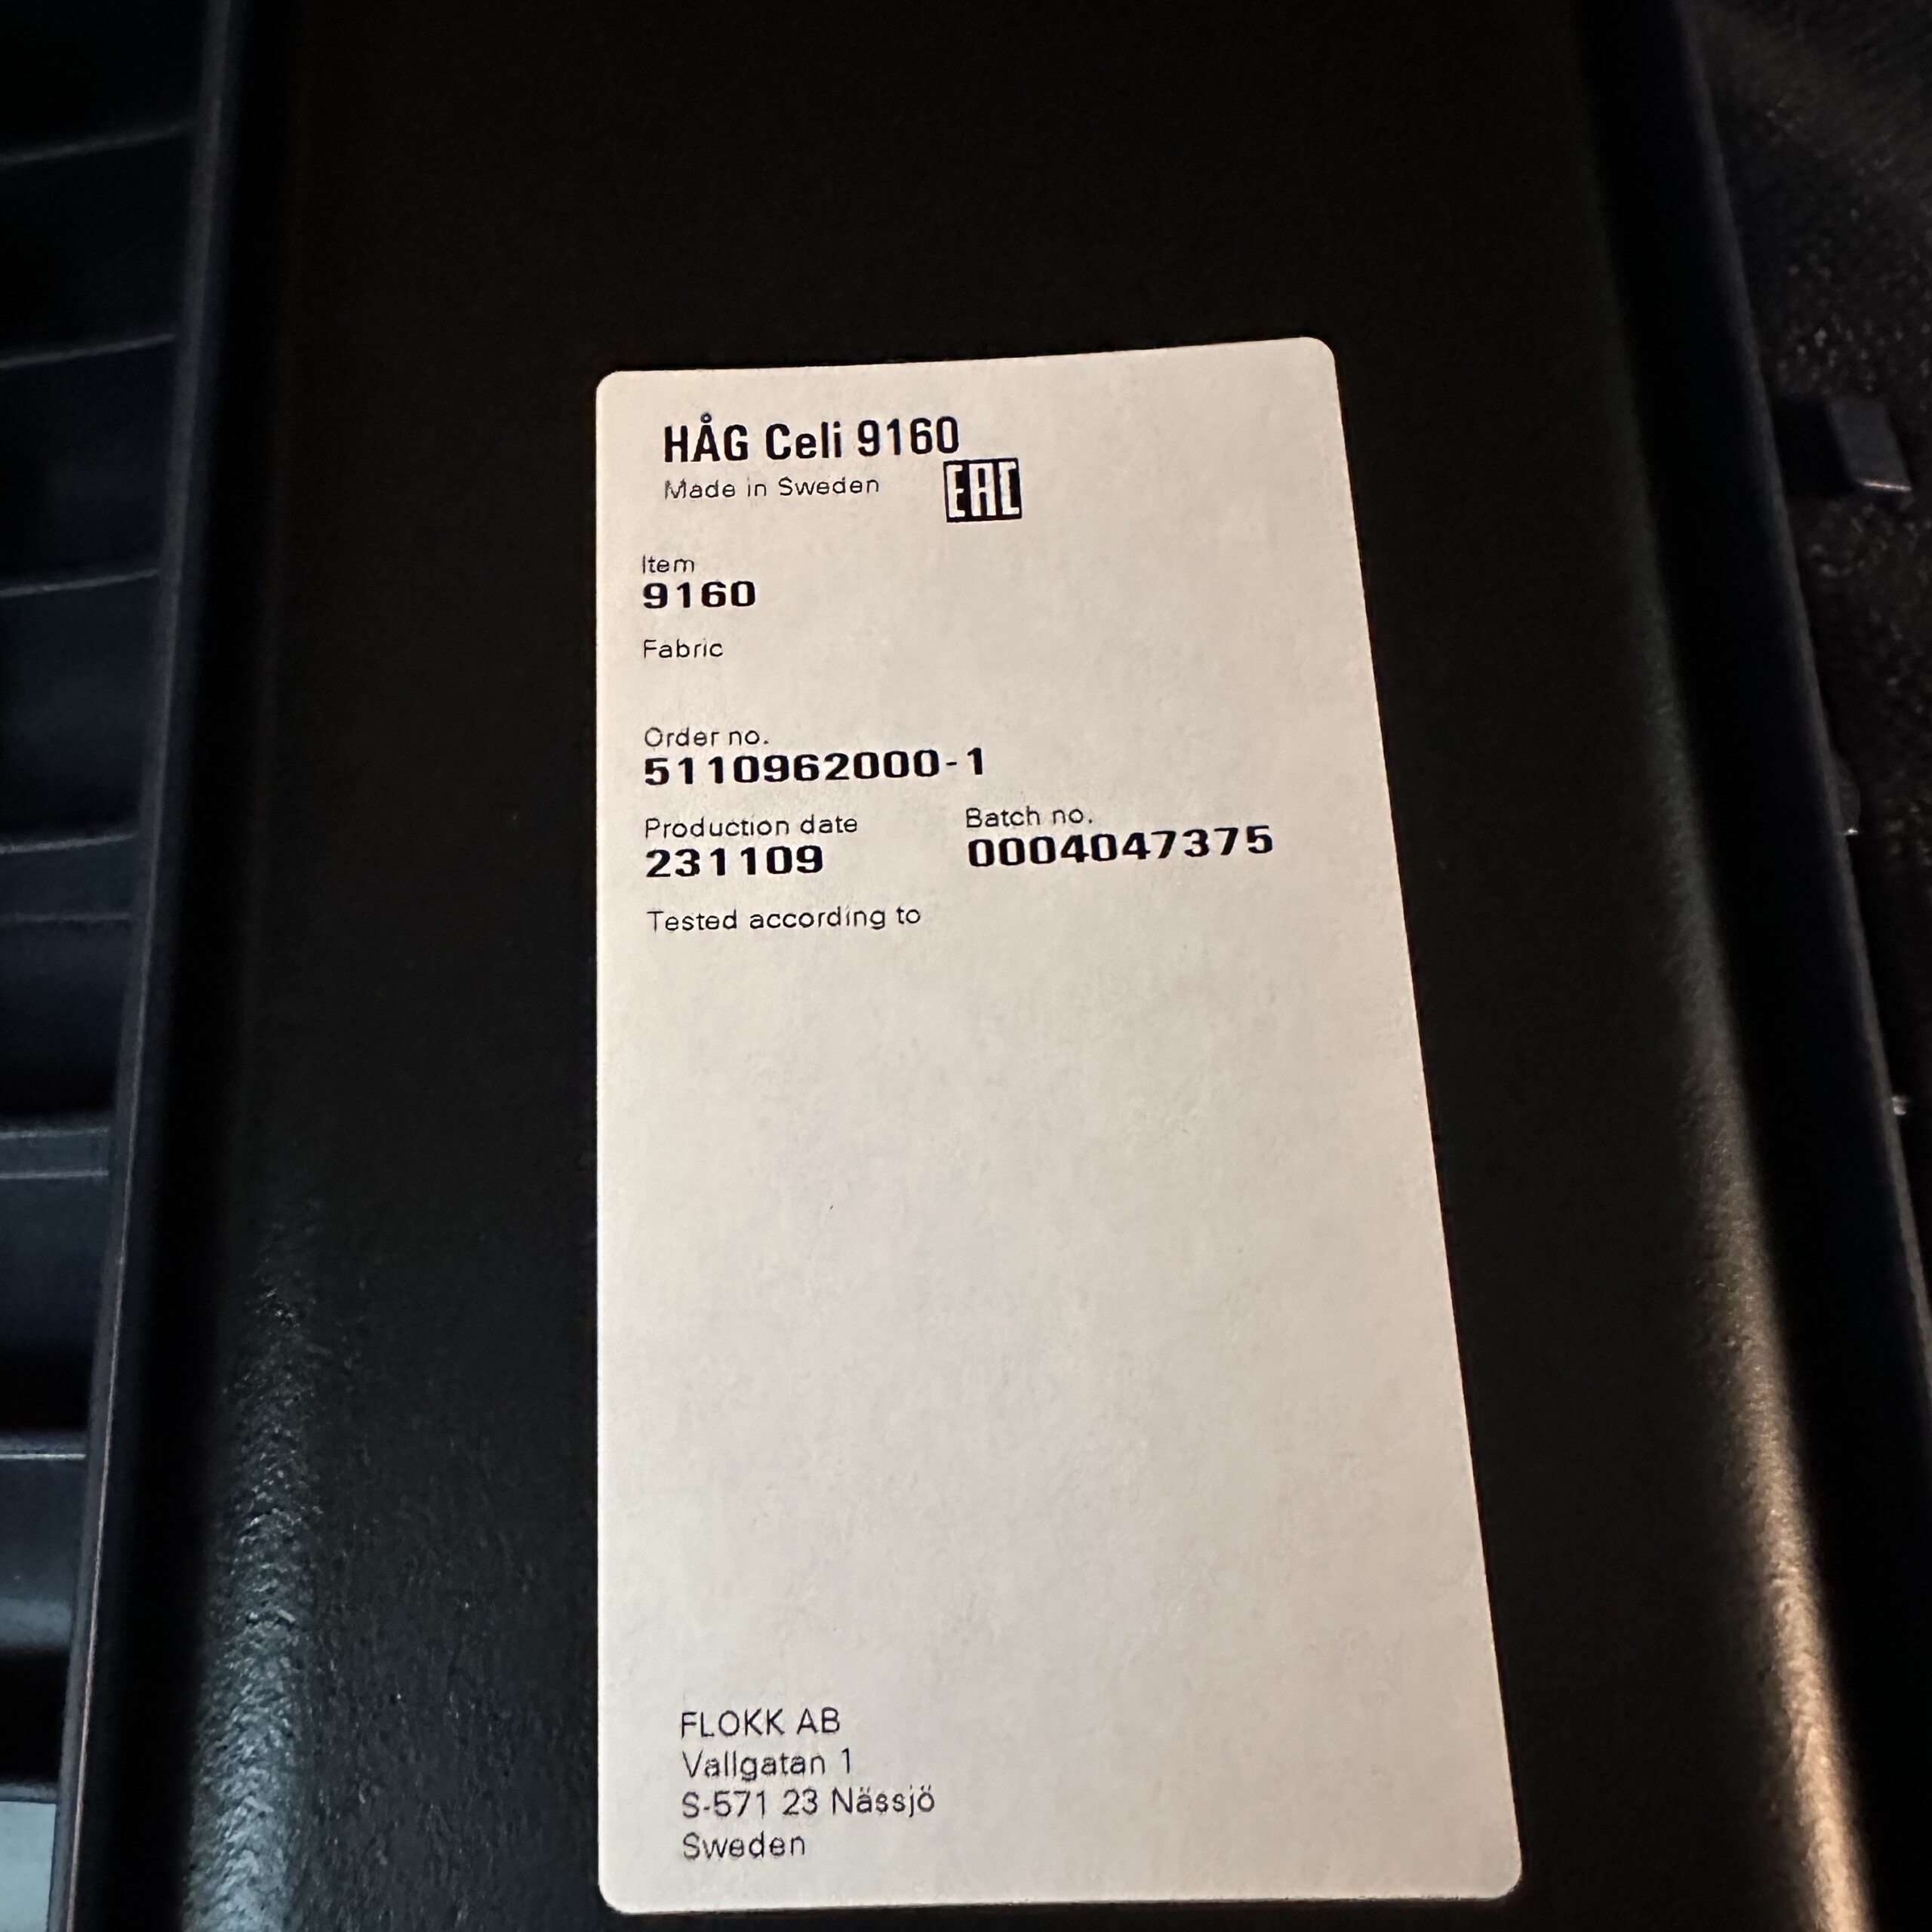 HÅG Celi 9160
Made in Sweden
EAC
Item
9160
Fabric
Order no.
5110962000-1
Production date Batch no.
231109 0004047375
Tested according to
FLOKK AB
Vallgatan 1
S-571 23 Nässjö
Sweden